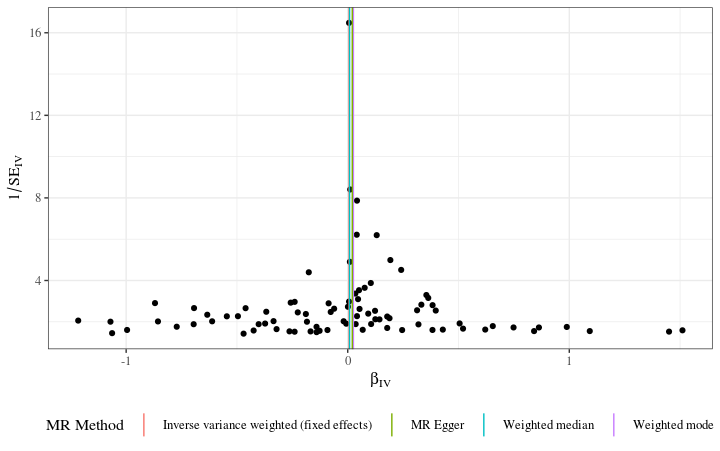 16
12
8
4
1/SE_IV
-1
0
1
β_IV
MR Method
Inverse variance weighted (fixed effects)
MR Egger
Weighted median
Weighted mode